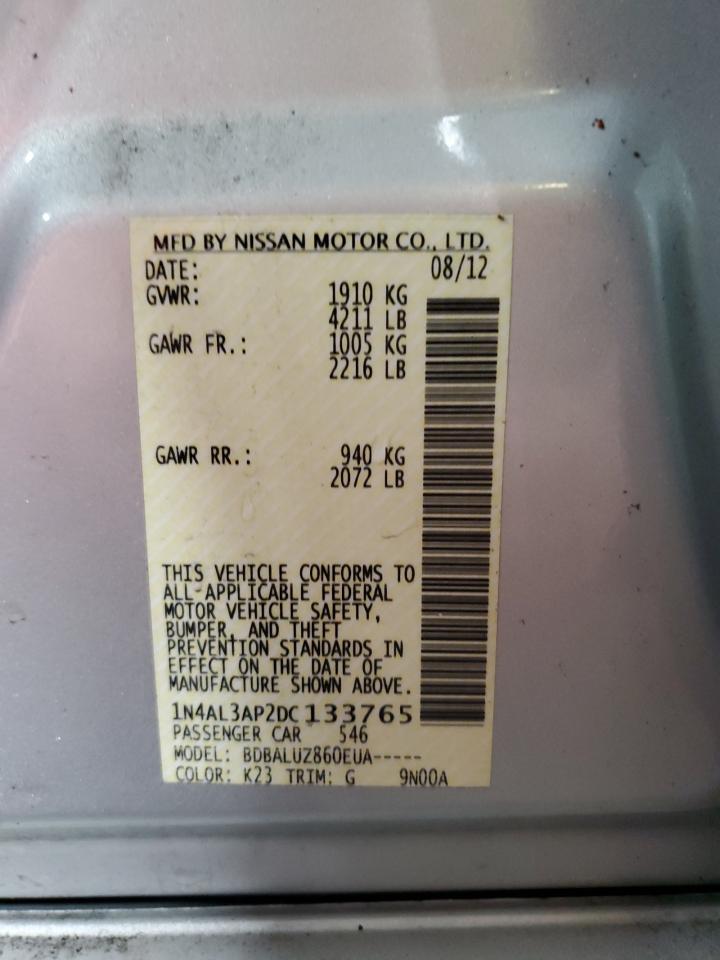 MFD BY NISSAN MOTOR CO., LTD.
DATE: 08/12
GVWR: 1910 KG
4211 LB
GAWR FR.: 1005 KG
2216 LB
GAWR RR.: 940 KG
2072 LB
THIS VEHICLE CONFORMS TO
ALL-APPLICABLE FEDERAL
MOTOR VEHICLE SAFETY,
BUMPER, AND THEFT
PREVENTION STANDARDS IN
EFFECT ON THE DATE OF
MANUFACTURE SHOWN ABOVE.
1N4AL3AP2DC133765
PASSENGER CAR 546
MODEL: BDBALUZ860EUA-----
COLOR: K23 TRIM: G 9N00A